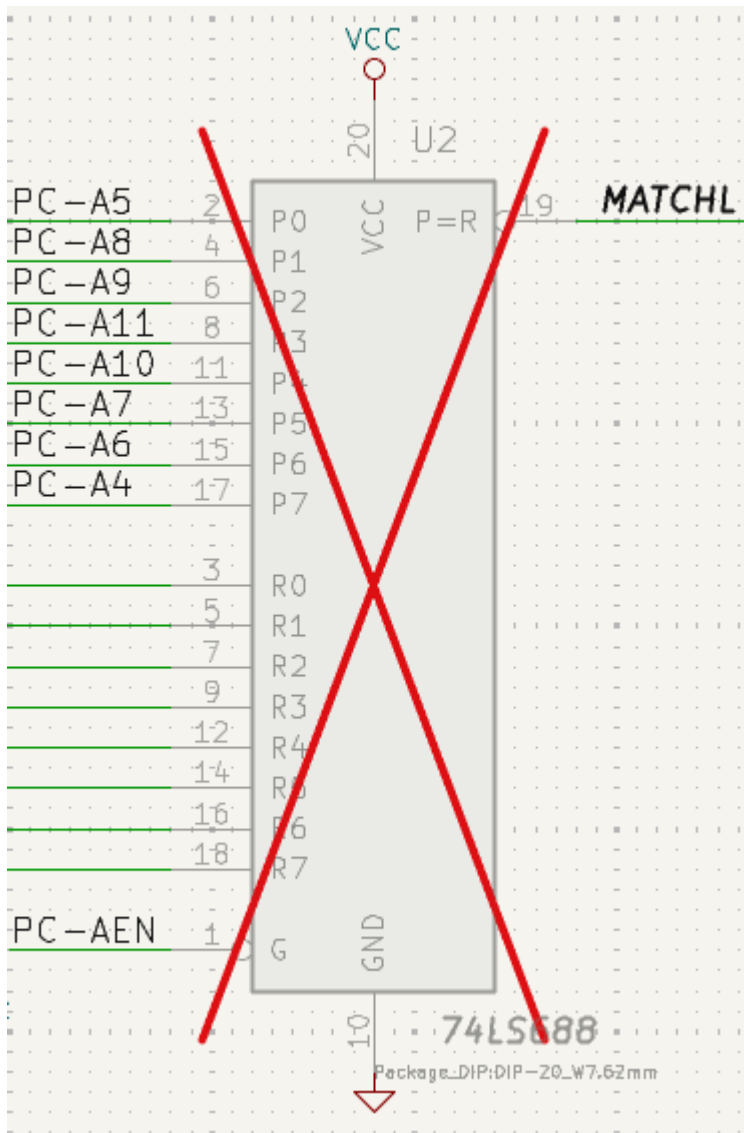 VCC
20
U2
PC-A5 2 P0 VCC P=R 19 MATCHL
PC-A8 4 P1
PC-A9 6 P2
PC-A11 8 P3
PC-A10 11 P4
PC-A7 13 P5
PC-A6 15 P6
PC-A4 17 P7
3 R0
5 R1
7 R2
9 R3
12 R4
14 R5
16 R6
18 R7
PC-AEN 1 G GND
10
74LS688
Package_DIP:DIP-20_W7.62mm